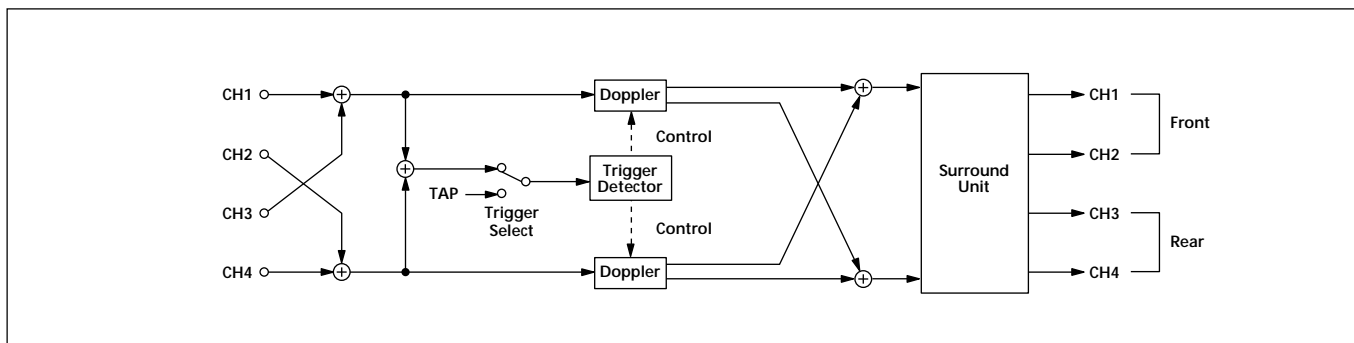 CH1
CH2
CH3
CH4
TAP
Trigger
Select
Doppler
Control
Trigger
Detector
Control
Doppler
Surround
Unit
CH1
CH2
CH3
CH4
Front
Rear